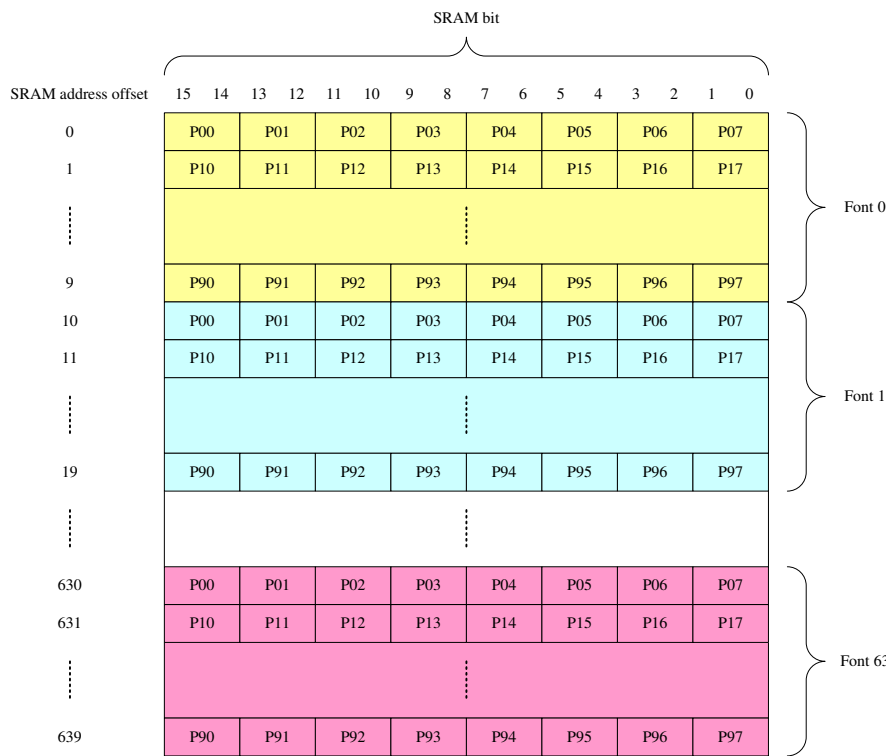 SRAM bit
SRAM address offset 15 14 13 12 11 10 9 8 7 6 5 4 3 2 1 0
0 P00 P01 P02 P03 P04 P05 P06 P07
1 P10 P11 P12 P13 P14 P15 P16 P17
Font 0
9 P90 P91 P92 P93 P94 P95 P96 P97
10 P00 P01 P02 P03 P04 P05 P06 P07
11 P10 P11 P12 P13 P14 P15 P16 P17
Font 1
19 P90 P91 P92 P93 P94 P95 P96 P97
630 P00 P01 P02 P03 P04 P05 P06 P07
631 P10 P11 P12 P13 P14 P15 P16 P17
Font 63
639 P90 P91 P92 P93 P94 P95 P96 P97